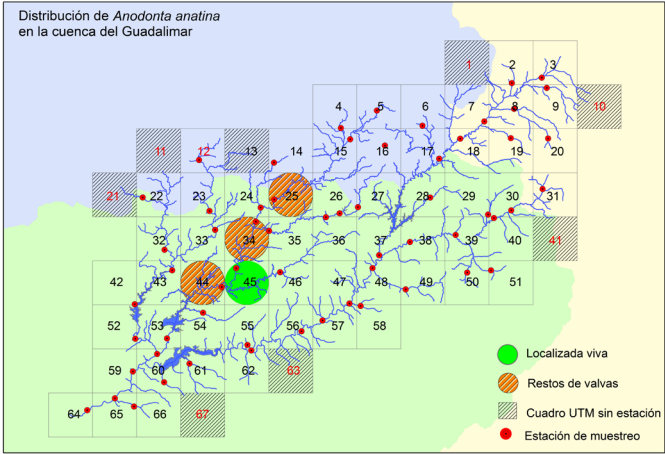 Distribución de Anodonta anatina
en la cuenca del Guadalimar
1 2 3
4 5 6 7 8 9 10
11 12 13 14 15 16 17 18 19 20
21 22 23 24 25 26 27 28 29 30 31
32 33 34 35 36 37 38 39 40 41
42 43 44 45 46 47 48 49 50 51
52 53 54 55 56 57 58
59 60 61 62 63
64 65 66 67
Localizada viva
Restos de valvas
Cuadro UTM sin estación
Estación de muestreo